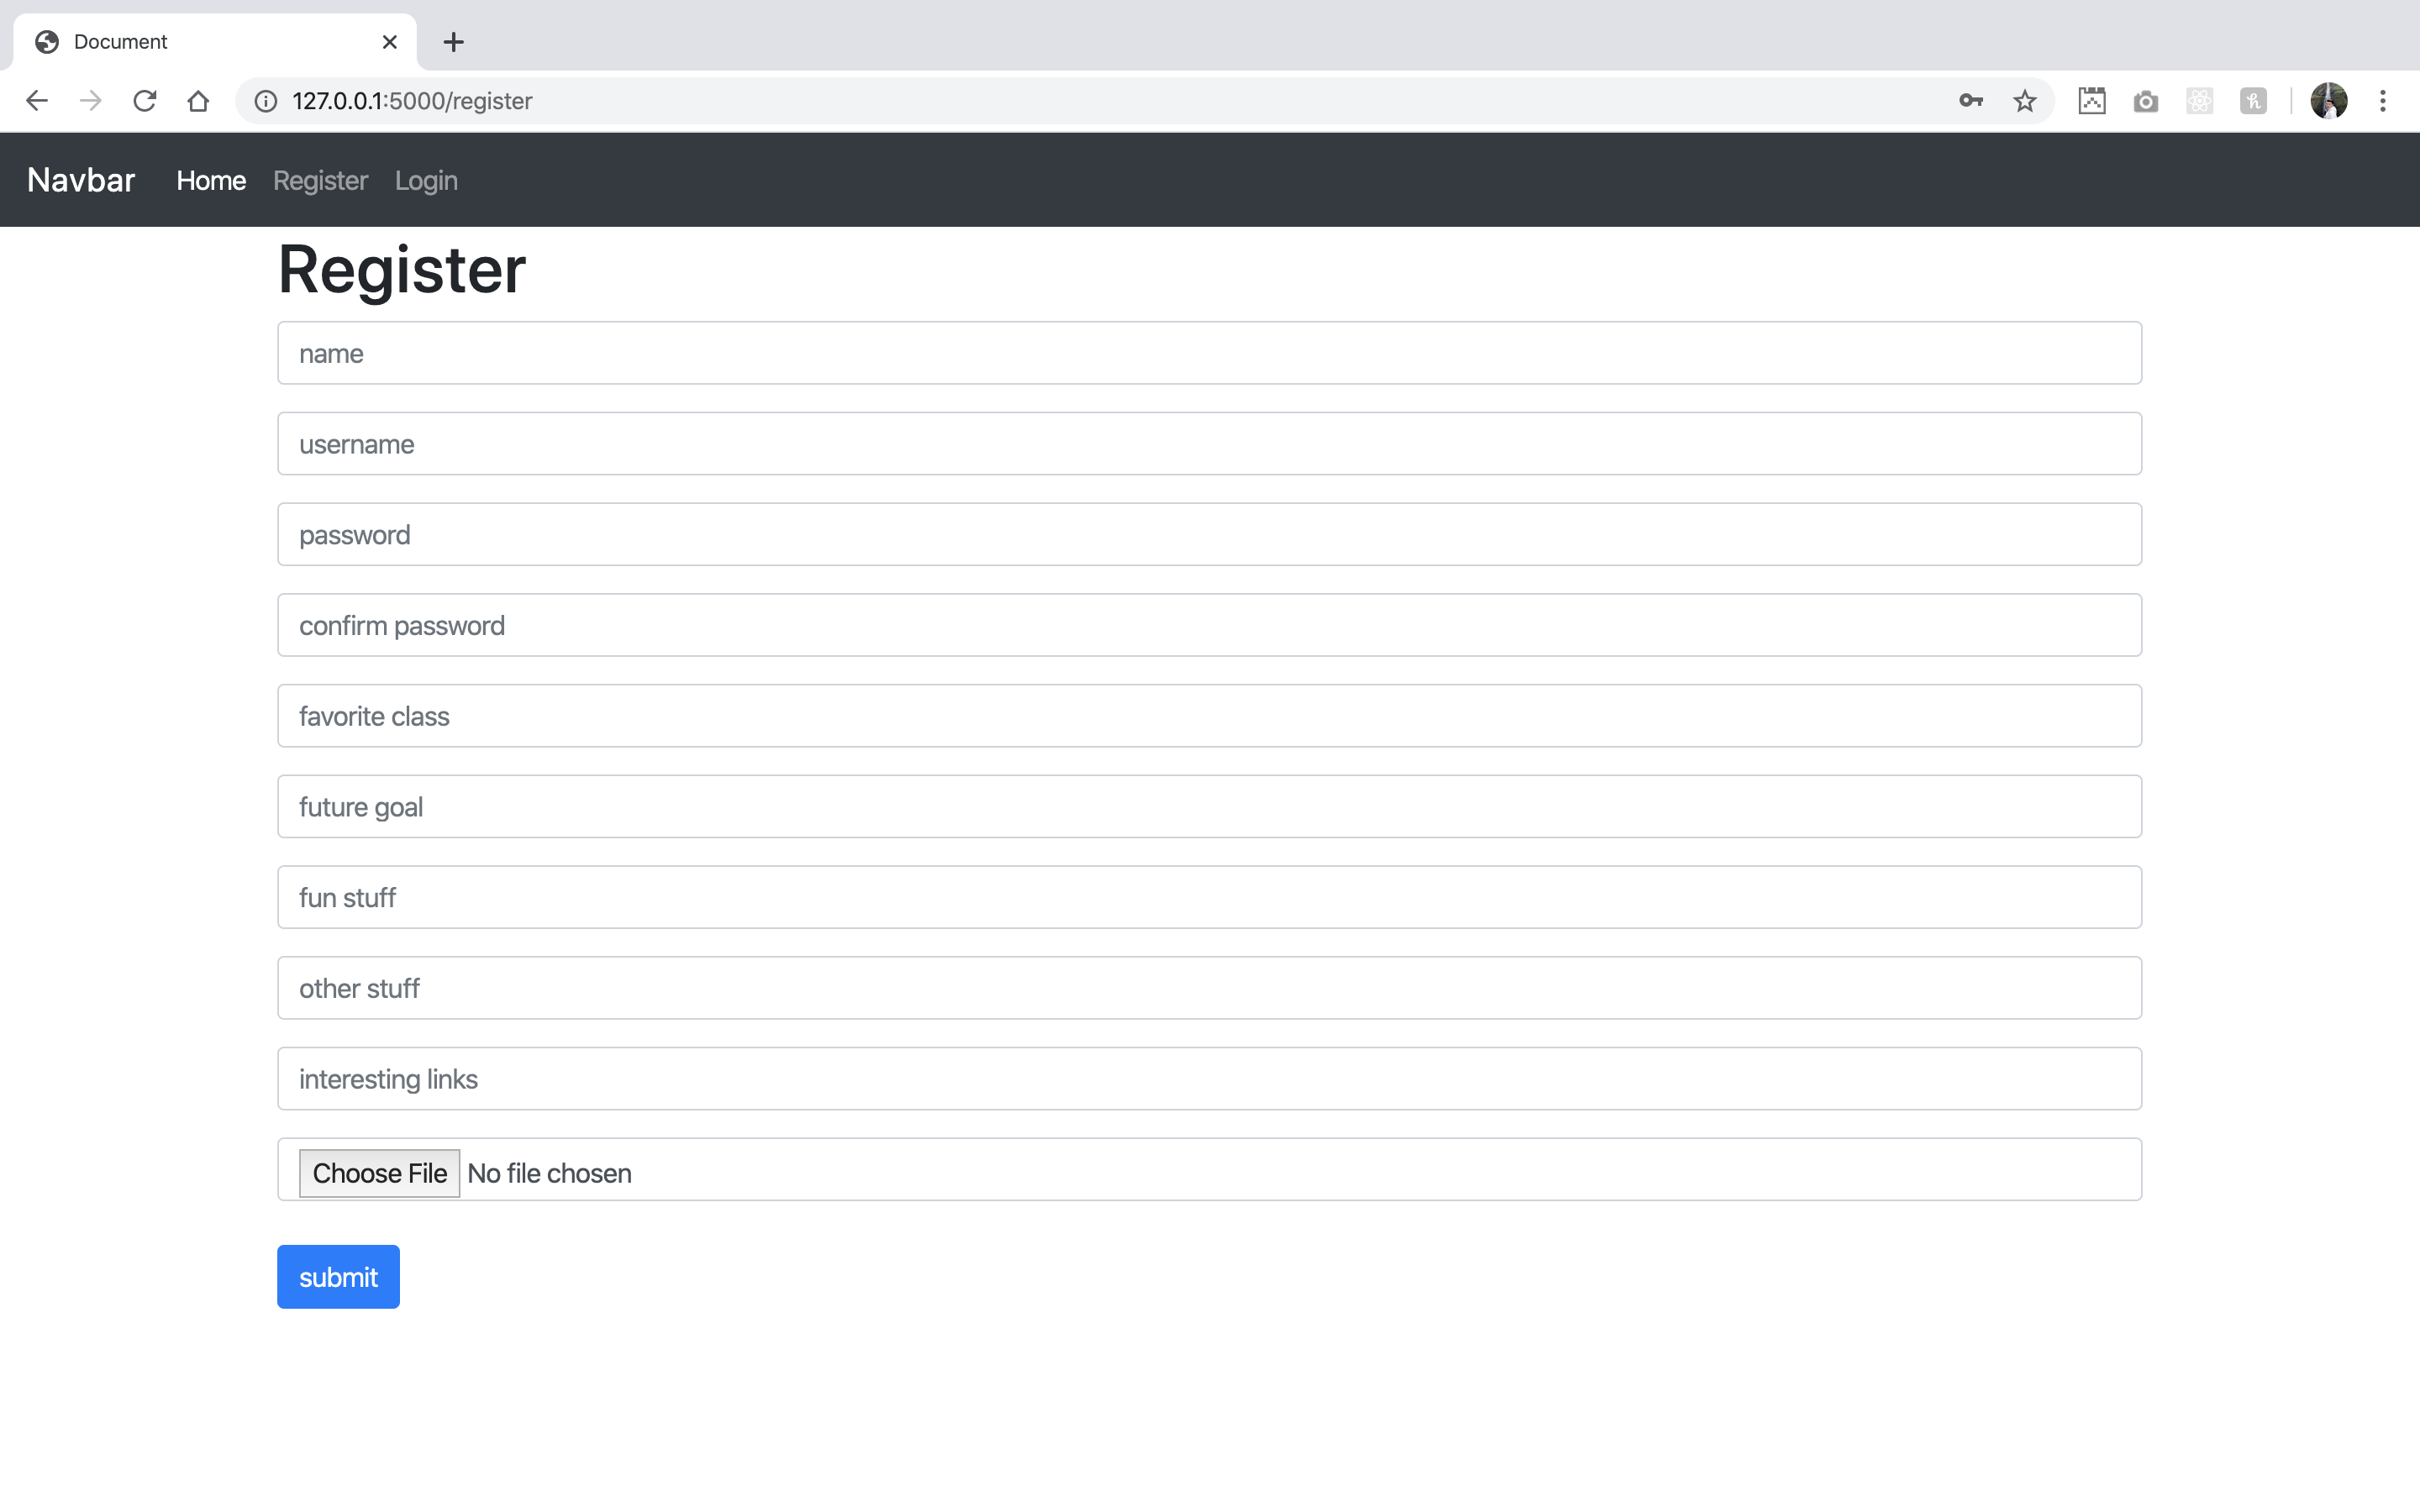 Document
127.0.0.1:5000/register
Navbar Home Register Login
Register
name
username
password
confirm password
favorite class
future goal
fun stuff
other stuff
interesting links
Choose File No file chosen
submit